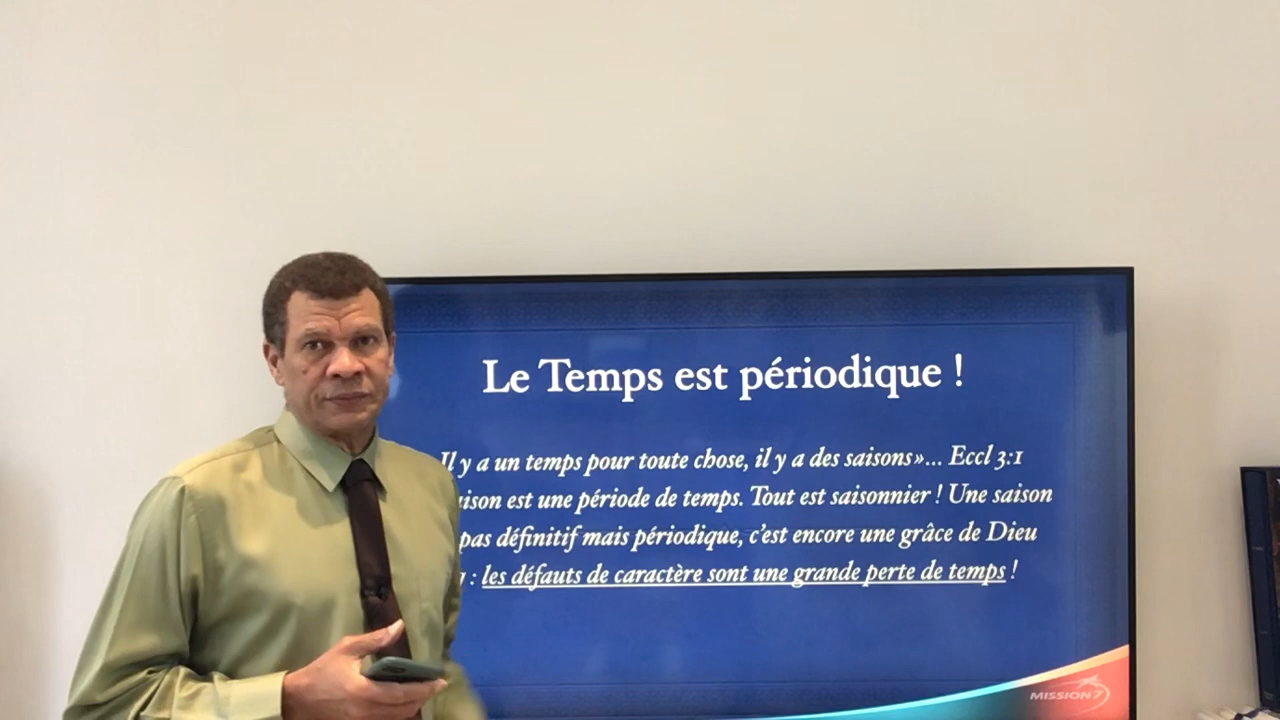 Le Temps est périodique !
Il y a un temps pour toute chose, il y a des saisons»... Eccl 3:1
est une période de temps. Tout est saisonnier ! Une saison
pas définitif mais périodique, c’est encore une grâce de Dieu
: les défauts de caractère sont une grande perte de temps !
MISSION7